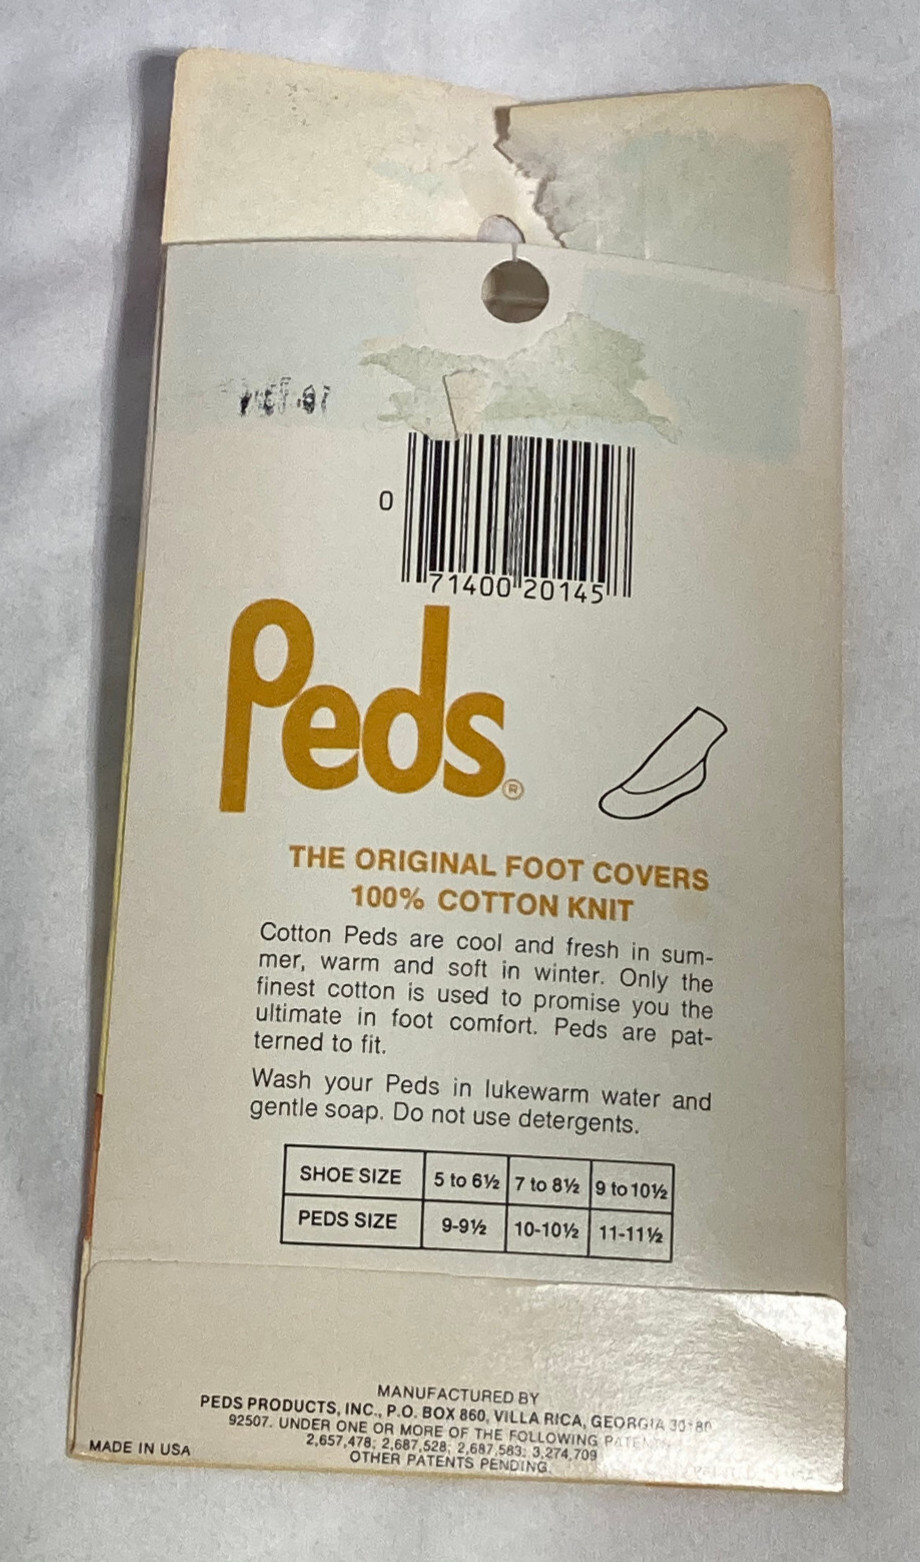 0
71400 20145
Peds®
THE ORIGINAL FOOT COVERS
100% COTTON KNIT
Cotton Peds are cool and fresh in sum-
mer, warm and soft in winter. Only the
finest cotton is used to promise you the
ultimate in foot comfort. Peds are pat-
terned to fit.
Wash your Peds in lukewarm water and
gentle soap. Do not use detergents.
SHOE SIZE 5 to 6½ 7 to 8½ 9 to 10½
PEDS SIZE 9-9½ 10-10½ 11-11½
MANUFACTURED BY
PEDS PRODUCTS, INC., P.O. BOX 860, VILLA RICA, GEORGIA
92507. UNDER ONE OR MORE OF THE FOLLOWING PATENTS
2,657,478; 2,687,528; 2,687,583; 3,274,709
OTHER PATENTS PENDING.
MADE IN USA